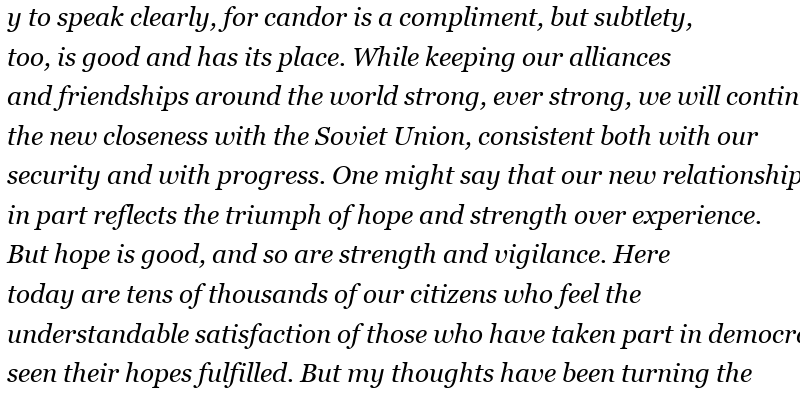 y to speak clearly, for candor is a compliment, but subtlety,
too, is good and has its place. While keeping our alliances
and friendships around the world strong, ever strong, we will contin
the new closeness with the Soviet Union, consistent both with our
security and with progress. One might say that our new relationship
in part reflects the triumph of hope and strength over experience.
But hope is good, and so are strength and vigilance. Here
today are tens of thousands of our citizens who feel the
understandable satisfaction of those who have taken part in democra
seen their hopes fulfilled. But my thoughts have been turning the